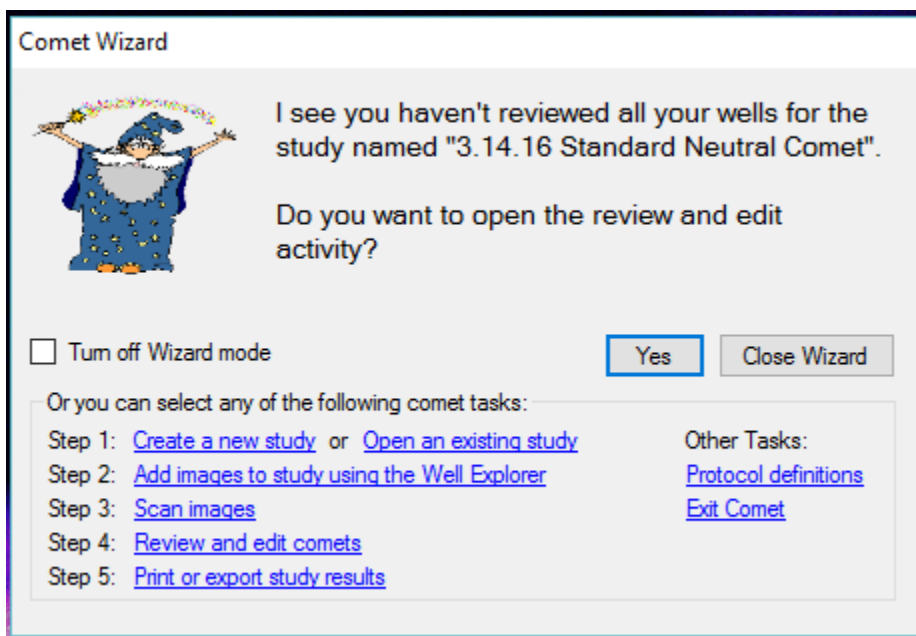 Comet Wizard
I see you haven't reviewed all your wells for the
study named "3.14.16 Standard Neutral Comet".
Do you want to open the review and edit
activity?
Turn off Wizard mode
Yes
Close Wizard
Or you can select any of the following comet tasks:
Step 1: Create a new study or Open an existing study
Step 2: Add images to study using the Well Explorer
Step 3: Scan images
Step 4: Review and edit comets
Step 5: Print or export study results
Other Tasks:
Protocol definitions
Exit Comet